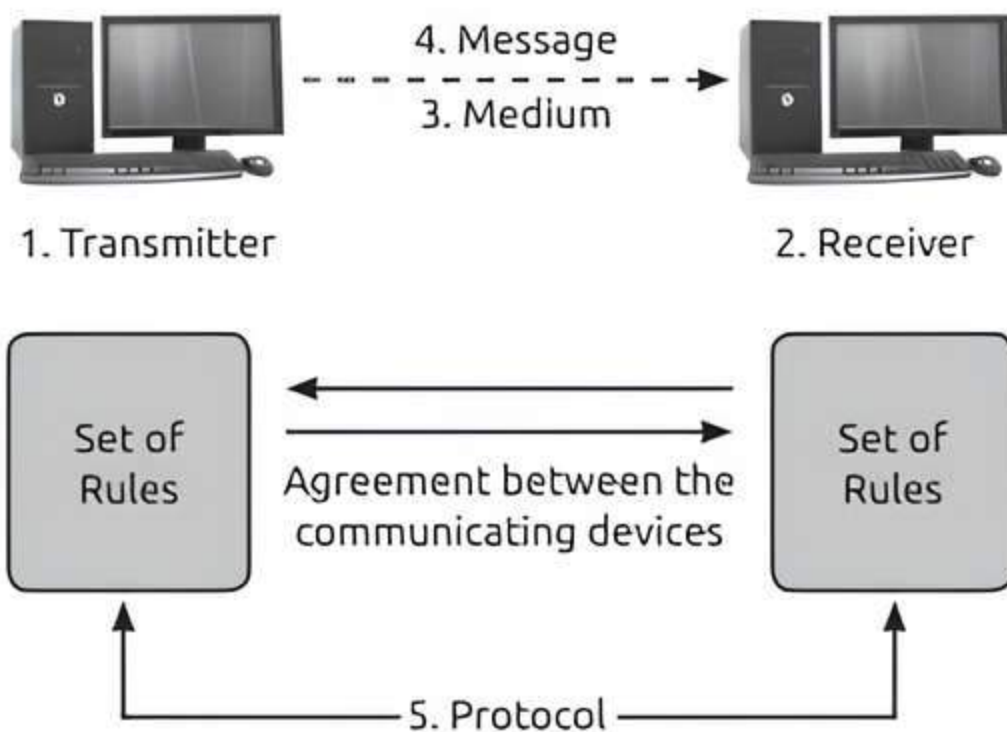 4. Message
3. Medium
1. Transmitter
2. Receiver
Set of
Rules
Agreement between the
communicating devices
Set of
Rules
5. Protocol